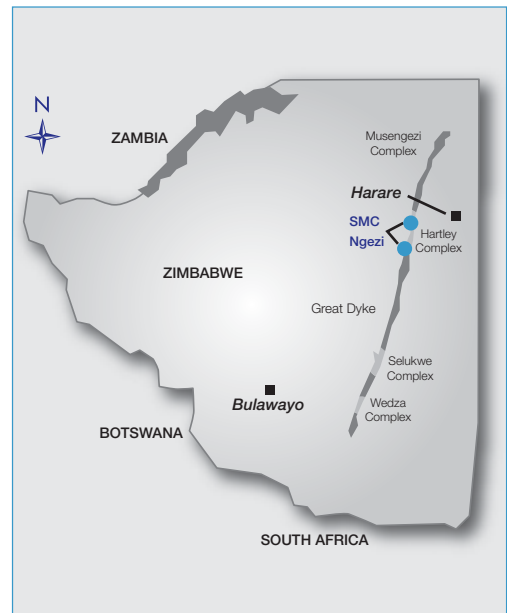 N
ZAMBIA
Musengezi
Complex
Harare
SMC
Ngezi
Hartley
Complex
ZIMBABWE
Great Dyke
Selukwe
Complex
Bulawayo
Wedza
Complex
BOTSWANA
SOUTH AFRICA